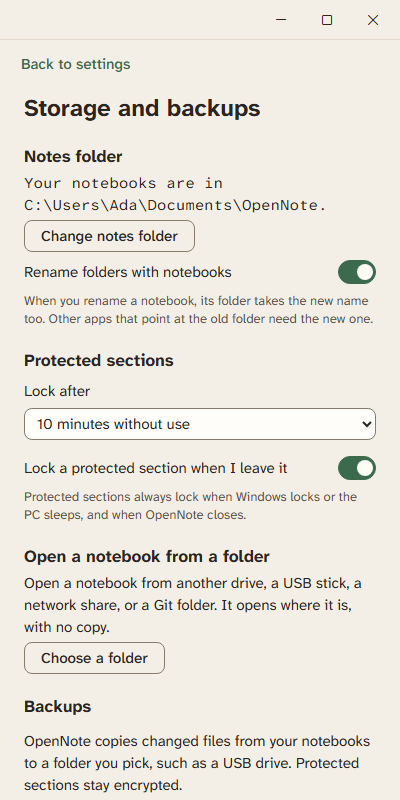 Back to settings
Storage and backups
Notes folder
Your notebooks are in
C:\Users\Ada\Documents\OpenNote.
Change notes folder
Rename folders with notebooks
When you rename a notebook, its folder takes the new name
too. Other apps that point at the old folder need the new one.
Protected sections
Lock after
10 minutes without use
Lock a protected section when I leave it
Protected sections always lock when Windows locks or the
PC sleeps, and when OpenNote closes.
Open a notebook from a folder
Open a notebook from another drive, a USB stick, a
network share, or a Git folder. It opens where it is,
with no copy.
Choose a folder
Backups
OpenNote copies changed files from your notebooks
to a folder you pick, such as a USB drive. Protected
sections stay encrypted.